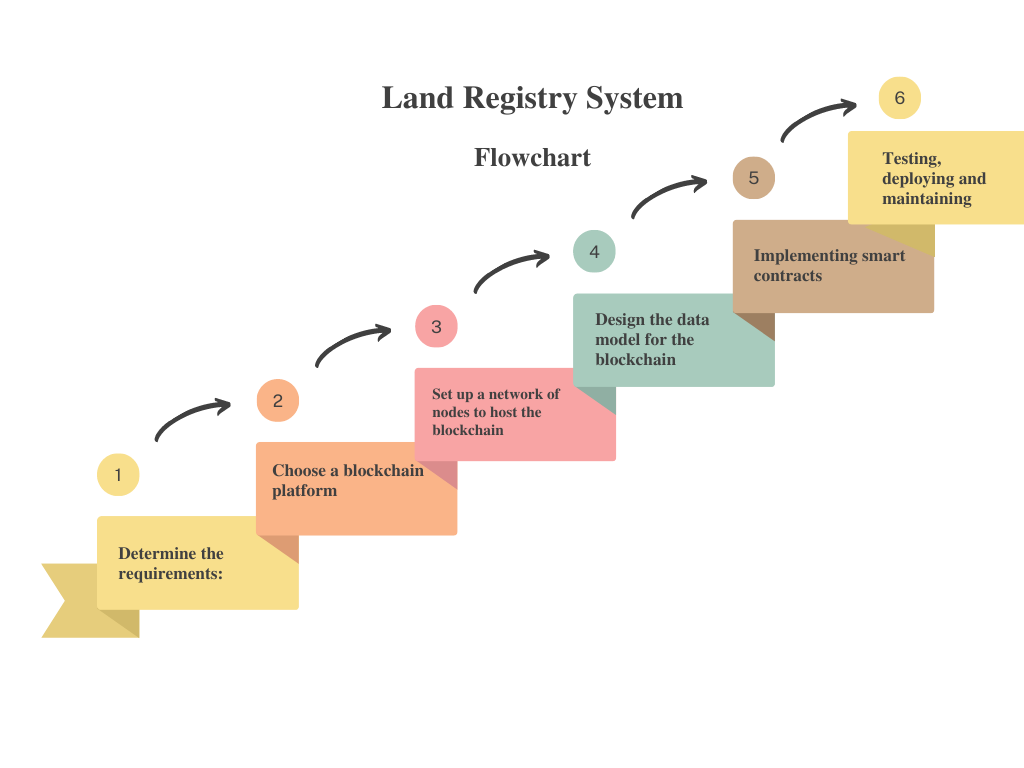 Land Registry System
Flowchart
1
Determine the
requirements:
2
Choose a blockchain
platform
3
Set up a network of
nodes to host the
blockchain
4
Design the data
model for the
blockchain
5
Implementing smart
contracts
6
Testing,
deploying and
maintaining